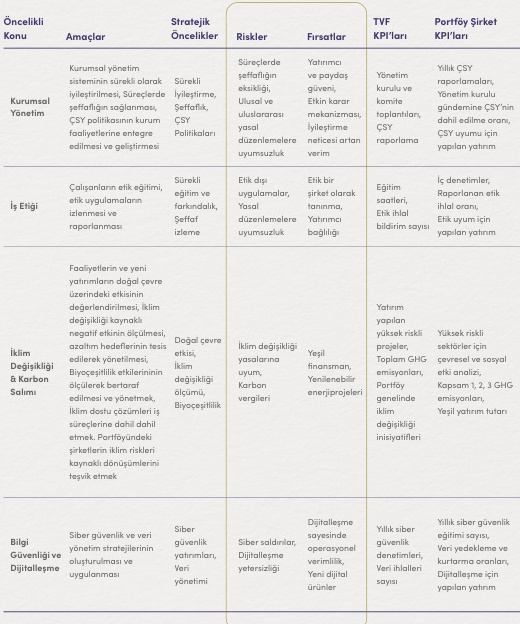 Öncelikli
Konu
Amaçlar
Stratejik
Öncelikler
Riskler
Fırsatlar
TVF
KPI'ları
Portföy Şirket
KPI'ları
Kurumsal
Yönetim
Kurumsal yönetim
sisteminin sürekli olarak
iyileştirilmesi, Süreçlerde
şeffaflığın sağlanması,
ÇSY politikasının kurum
faaliyetlerine entegre
edilmesi ve geliştirmesi
Sürekli
İyileştirme,
Şeffaflık,
ÇSY
Politikaları
Süreçlerde
şeffaflığın
eksikliği,
Ulusal ve
uluslararası
yasal
düzenlemelere
uyumsuzluk
Yatırımcı
ve paydaş
güveni,
Etkin karar
mekanizması,
İyileştirme
neticesi artan
verim
Yönetim
kurulu ve
komite
toplantıları,
ÇSY
raporlama
Yıllık ÇSY
raporlamaları,
Yönetim kurulu
gündemine ÇSY'nin
dahil edilme oranı,
ÇSY uyumu için
yapılan yatırım
İş Etiği
Çalışanların etik eğitimi,
etik uygulamaların
izlenmesi ve
raporlanması
Sürekli
eğitim ve
farkındalık,
Şeffaf
izleme
Etik dışı
uygulamalar,
Yasal
düzenlemelere
uyumsuzluk
Etik bir
şirket olarak
tanınma,
Yatırımcı
bağlılığı
Eğitim
saatleri,
Etik ihlal
bildirim sayısı
İç denetimler,
Raporlanan etik
ihlal oranı,
Etik uyum için
yapılan yatırım
İklim
Değişikliği
& Karbon
Salımı
Faaliyetlerin ve yeni
yatırımların doğal çevre
üzerindeki etkisinin
değerlendirilmesi, İklim
değişikliği kaynaklı
negatif etkinin ölçülmesi,
azaltım hedeflerinin tesis
edilerek yönetilmesi,
Biyoçeşitlilik etkilerininin
ölçülerek bertaraf
edilmesi ve yönetmek,
İklim dostu çözümleri iş
süreçlerine dahil dahil
etmek. Portföyündeki
şirketlerin iklim riskleri
kaynaklı dönüşümlerini
teşvik etmek
Doğal çevre
etkisi,
İklim
değişikliği
ölçümü,
Biyoçeşitlilik
İklim değişikliği
yasalarına
uyum,
Karbon
vergileri
Yeşil
finansman,
Yenilenebilir
enerjiprojeleri
Yatırım
yapılan
yüksek riskli
projeler,
Toplam GHG
emisyonları,
Portföy
genelinde
iklim
değişikliği
inisiyatifleri
Yüksek riskli
sektörler için
çevresel ve sosyal
etki analizi,
Kapsam 1, 2, 3 GHG
emisyonları,
Yeşil yatırım tutarı
Bilgi
Güvenliği ve
Dijitalleşme
Siber güvenlik ve veri
yönetim stratejilerinin
oluşturulması ve
uygulanması
Siber
güvenlik
yatırımları,
Veri
yönetimi
Siber saldırılar,
Dijitalleşme
yetersizliği
Dijitalleşme
sayesinde
operasyonel
verimlilik,
Yeni dijital
ürünler
Yıllık siber
güvenlik
denetimleri,
Veri ihlalleri
sayısı
Yıllık siber güvenlik
eğitimi sayısı,
Veri yedekleme ve
kurtarma oranları,
Dijitalleşme için
yapılan yatırım